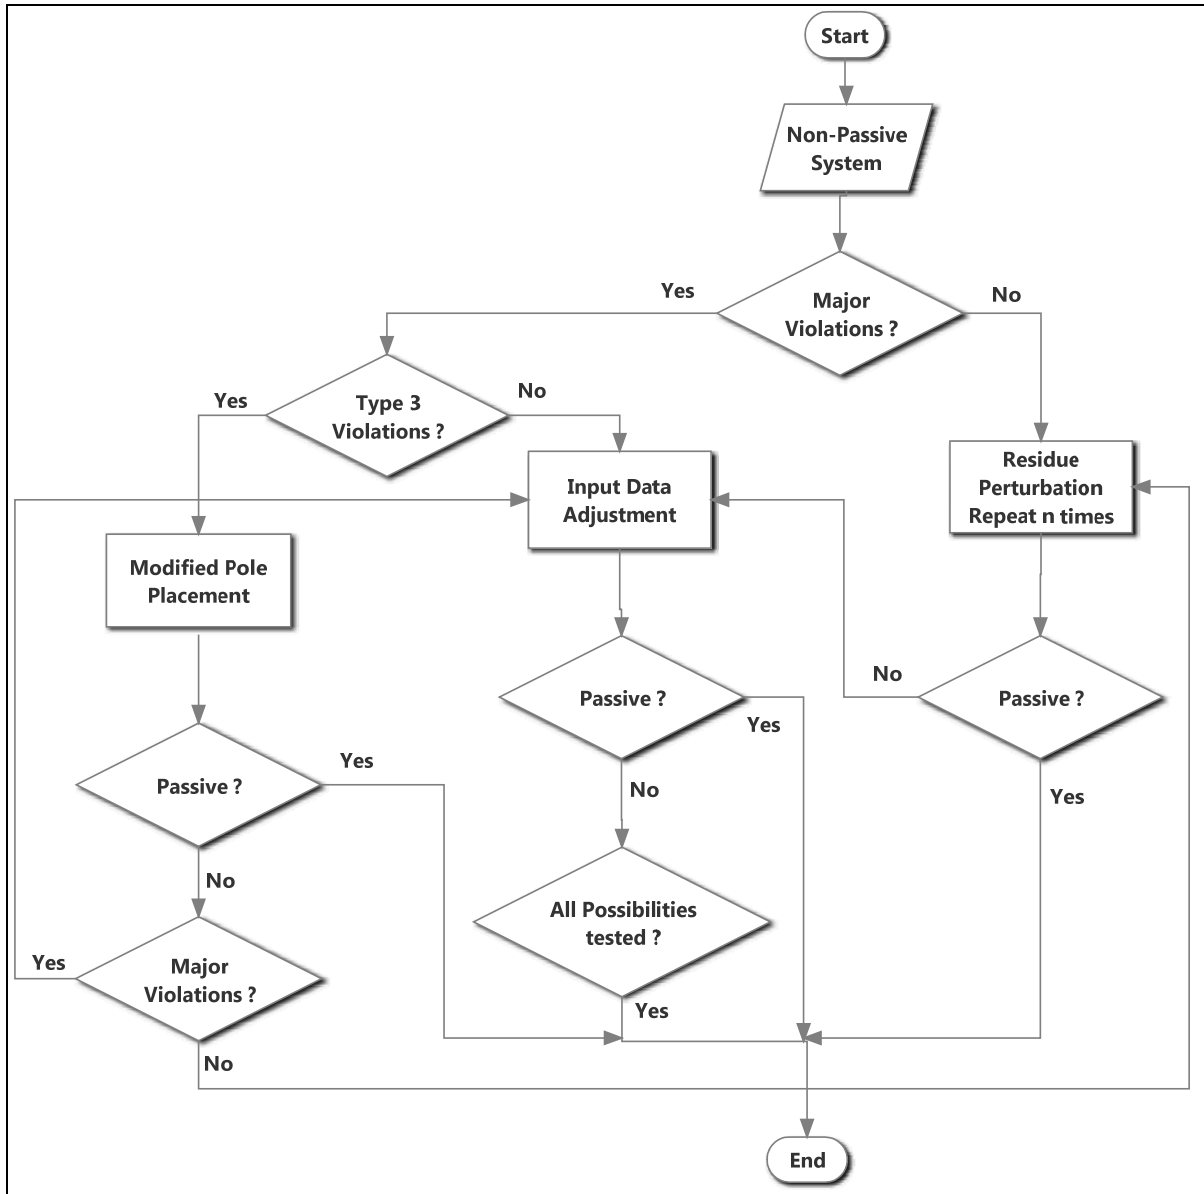 Start
Non-Passive
System
Major
Violations ?
Yes
No
Type 3
Violations ?
Yes
No
Input Data
Adjustment
Residue
Perturbation
Repeat n times
Modified Pole
Placement
Passive ?
Yes
No
Passive ?
No
Yes
Passive ?
Yes
No
All Possibilities
tested ?
Yes
Major
Violations ?
Yes
No
End